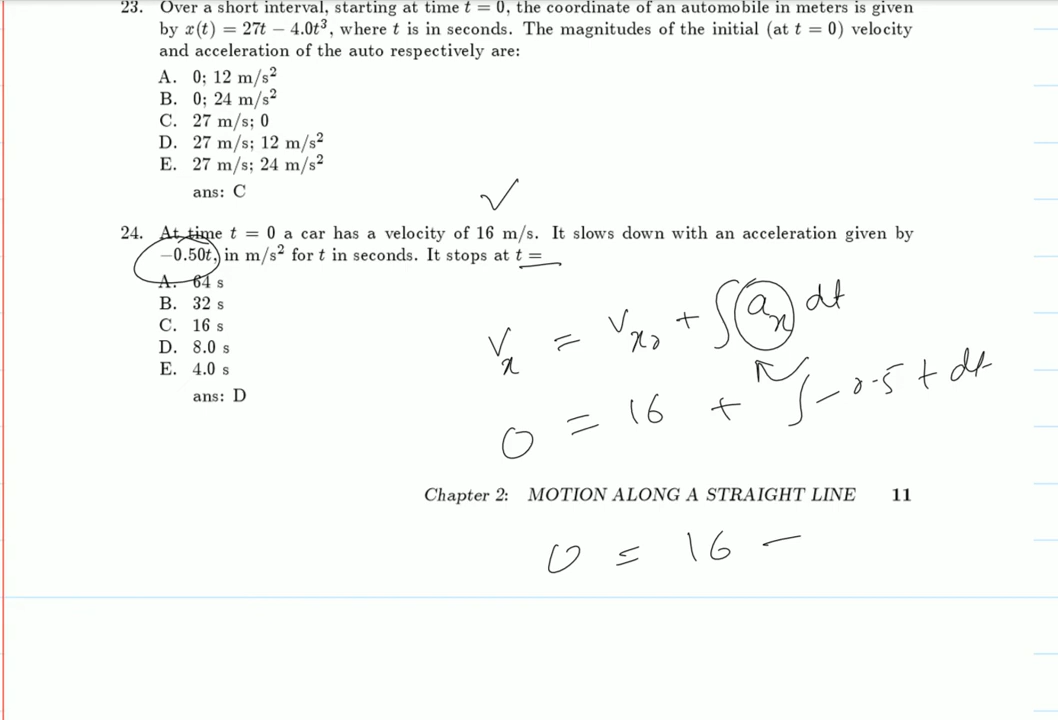 23. Over a short interval, starting at time t = 0, the coordinate of an automobile in meters is given
by x(t) = 27t − 4.0t³, where t is in seconds. The magnitudes of the initial (at t = 0) velocity
and acceleration of the auto respectively are:
A. 0; 12 m/s²
B. 0; 24 m/s²
C. 27 m/s; 0
D. 27 m/s; 12 m/s²
E. 27 m/s; 24 m/s²
ans: C
24. At time t = 0 a car has a velocity of 16 m/s. It slows down with an acceleration given by
−0.50t, in m/s² for t in seconds. It stops at t =
A. 64 s
B. 32 s
C. 16 s
D. 8.0 s
E. 4.0 s
ans: D
Vx = Vx0 + ∫ax dt
0 = 16 + ∫−0.5t dt
Chapter 2: MOTION ALONG A STRAIGHT LINE 11
0 = 16 −